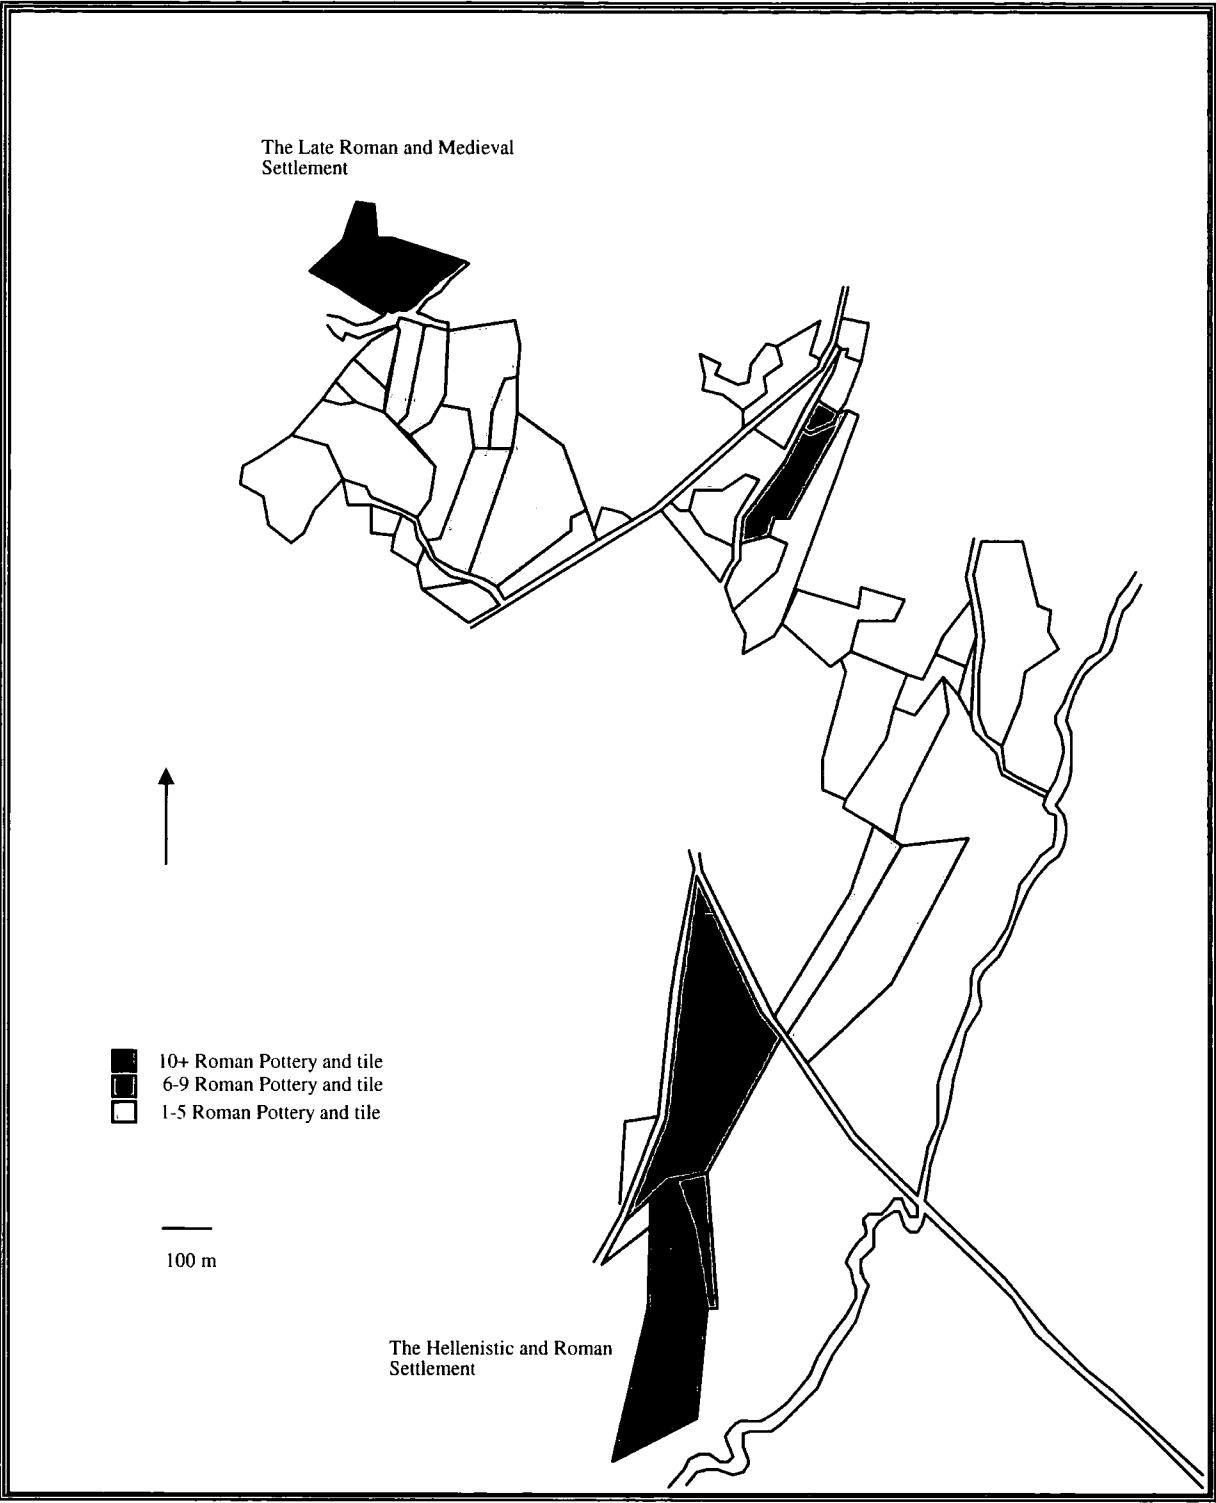 The Late Roman and Medieval
Settlement
10+ Roman Pottery and tile
6-9 Roman Pottery and tile
1-5 Roman Pottery and tile
100 m
The Hellenistic and Roman
Settlement